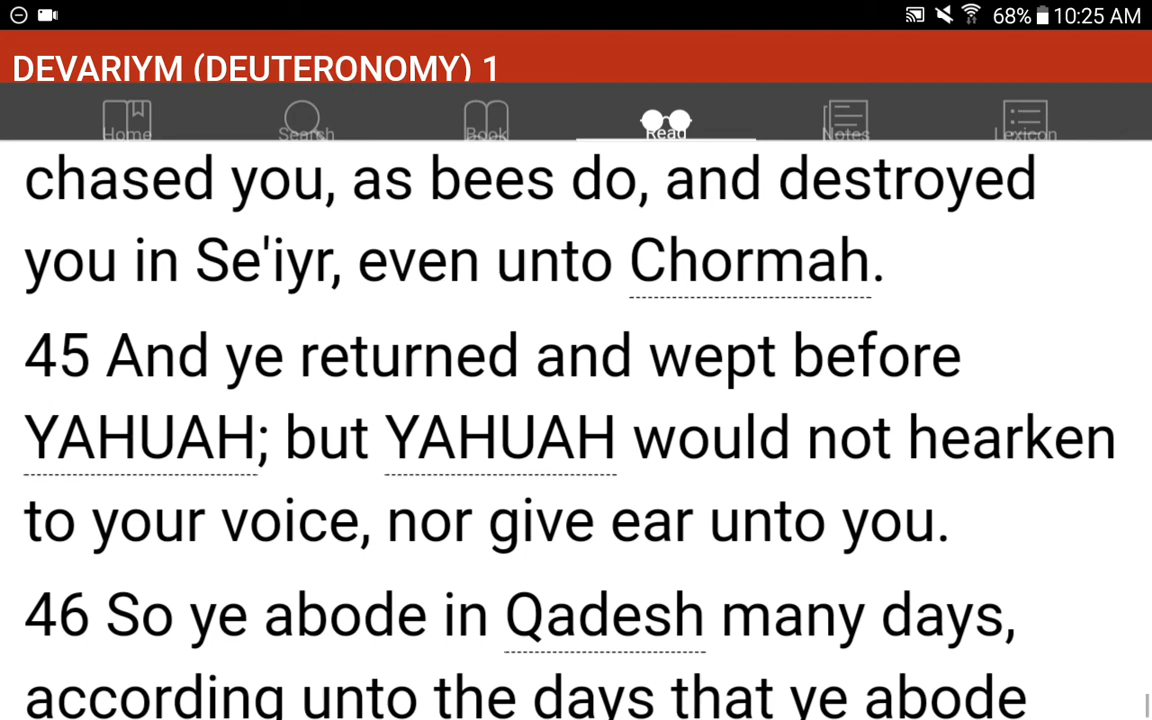 68% 10:25 AM
DEVARIYM (DEUTERONOMY) 1
Home Search Book Read Notes Lexicon
chased you, as bees do, and destroyed
you in Se'iyr, even unto Chormah.
45 And ye returned and wept before
YAHUAH; but YAHUAH would not hearken
to your voice, nor give ear unto you.
46 So ye abode in Qadesh many days,
according unto the days that ye abode